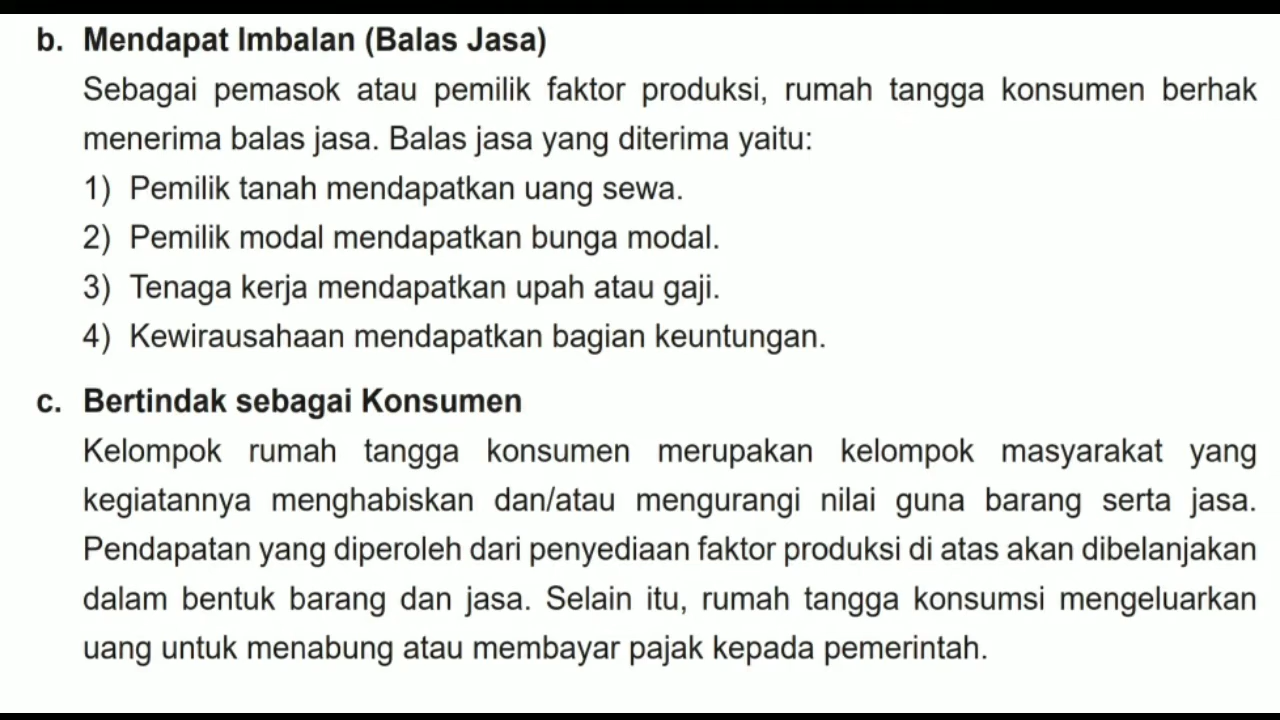 b. Mendapat Imbalan (Balas Jasa)
Sebagai pemasok atau pemilik faktor produksi, rumah tangga konsumen berhak
menerima balas jasa. Balas jasa yang diterima yaitu:
1) Pemilik tanah mendapatkan uang sewa.
2) Pemilik modal mendapatkan bunga modal.
3) Tenaga kerja mendapatkan upah atau gaji.
4) Kewirausahaan mendapatkan bagian keuntungan.
c. Bertindak sebagai Konsumen
Kelompok rumah tangga konsumen merupakan kelompok masyarakat yang
kegiatannya menghabiskan dan/atau mengurangi nilai guna barang serta jasa.
Pendapatan yang diperoleh dari penyediaan faktor produksi di atas akan dibelanjakan
dalam bentuk barang dan jasa. Selain itu, rumah tangga konsumsi mengeluarkan
uang untuk menabung atau membayar pajak kepada pemerintah.